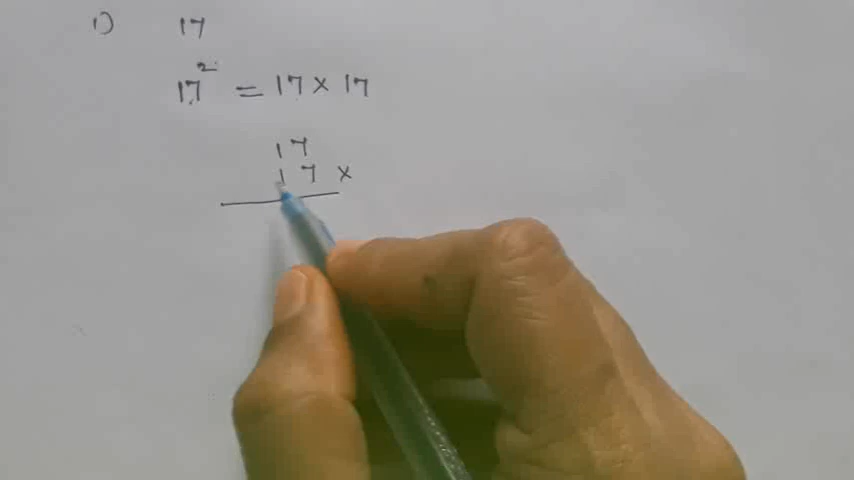 1) 17
17² = 17 × 17
17
17 ×